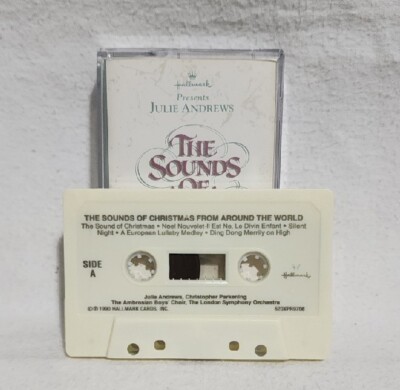 Hallmark
Presents
JULIE ANDREWS
THE
SOUNDS
OF
THE SOUNDS OF CHRISTMAS FROM AROUND THE WORLD
The Sound of Christmas • Noel Nouvelet-Il Est Ne, Le Divin Enfant • Silent
Night • A European Lullaby Medley • Ding Dong Merrily on High
SIDE
A
Hallmark
Julie Andrews, Christopher Parkening
The Ambrosian Boys' Choir, The London Symphony Orchestra
©℗ 1990 HALLMARK CARDS, INC.